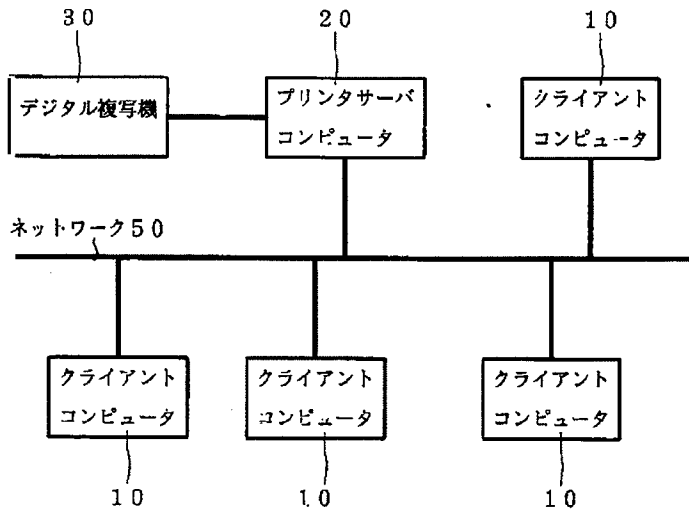 30 20 10
デジタル複写機
プリンタサーバ
コンピュータ
クライアント
コンピュータ
ネットワーク50
クライアント
コンピュータ
クライアント
コンピュータ
クライアント
コンピュータ
10 10 10